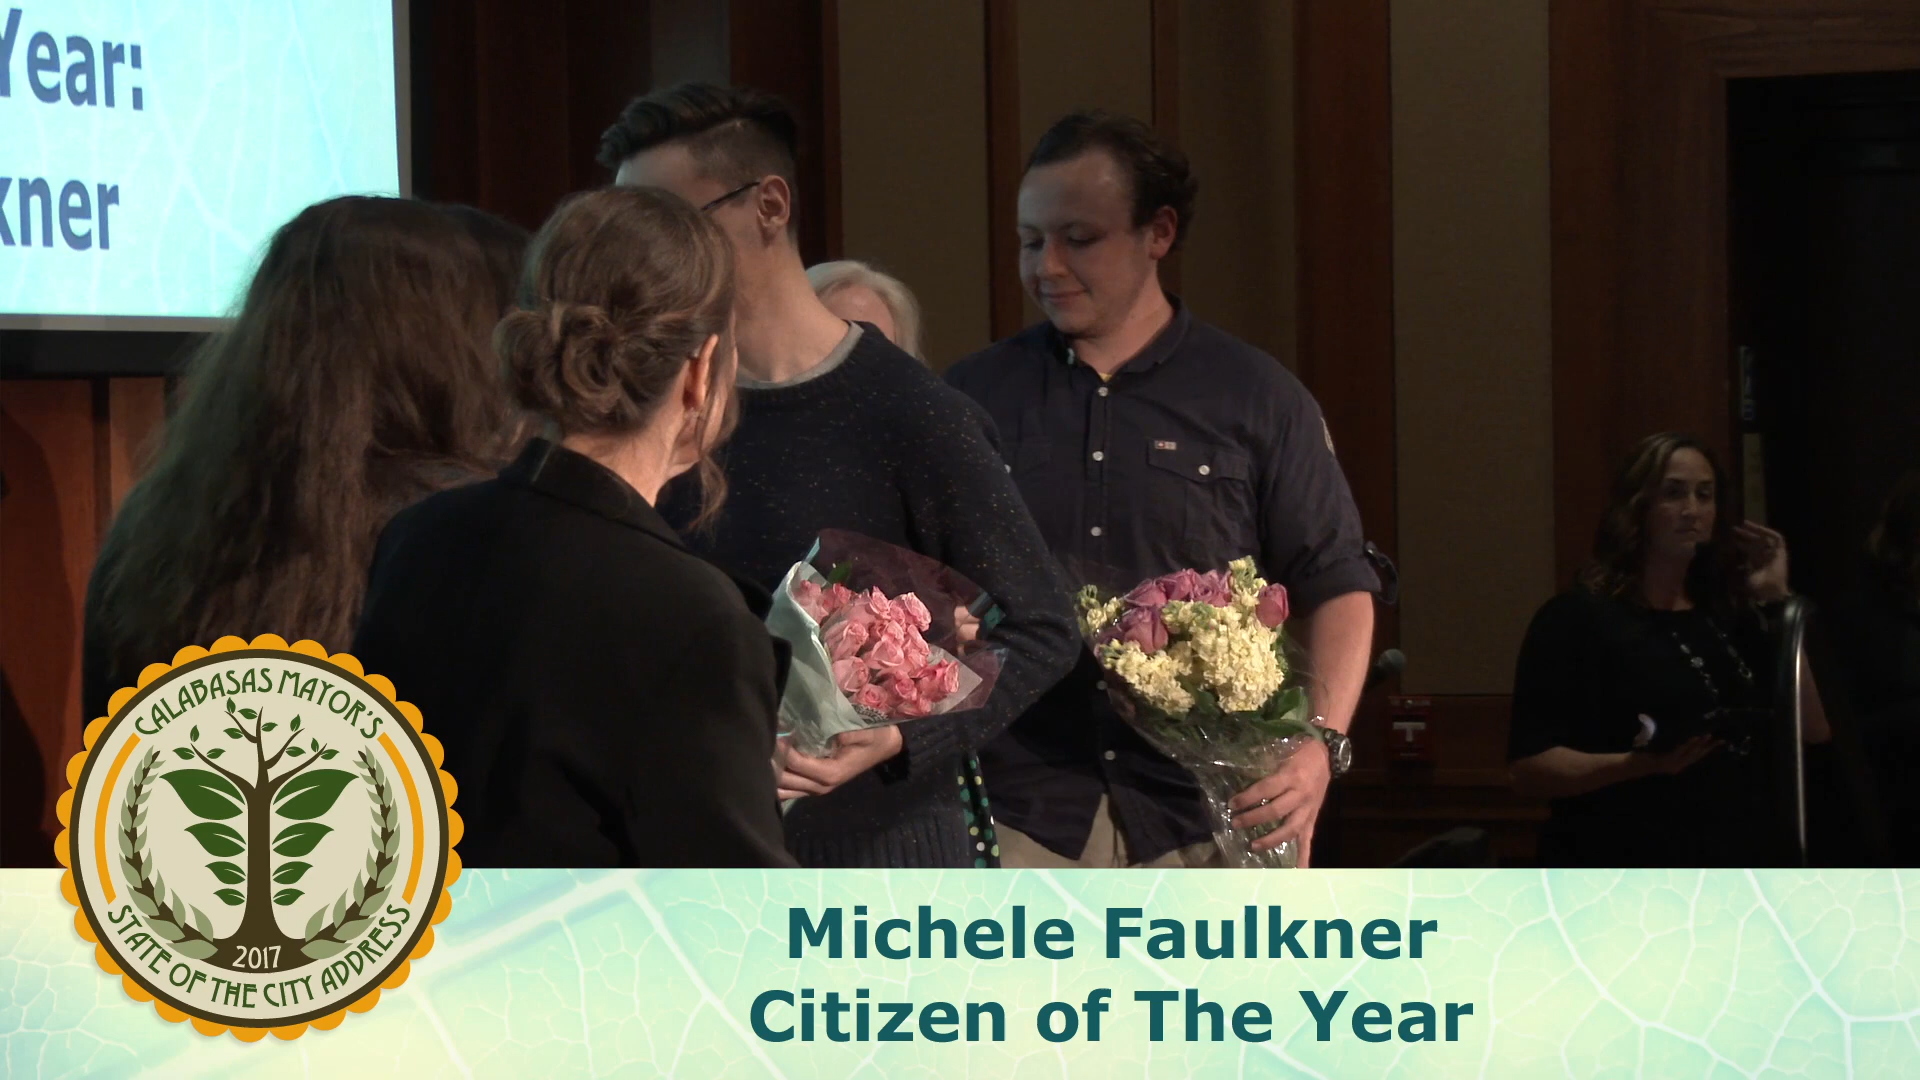 Year:
kner
CALABASAS MAYOR'S
2017
STATE OF THE CITY ADDRESS
Michele Faulkner
Citizen of The Year